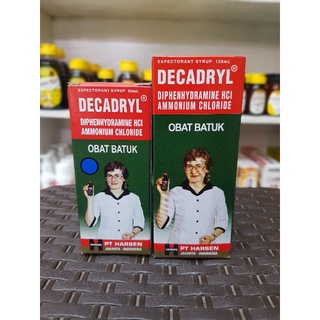 EXPECTORANT SYRUP 60mL
DECADRYL®
DIPHENHYDRAMINE HCl
AMMONIUM CHLORIDE
OBAT BATUK
PT HARSEN
JAKARTA - INDONESIA
EXPECTORANT SYRUP 120mL
DECADRYL®
DIPHENHYDRAMINE HCl
AMMONIUM CHLORIDE
OBAT BATUK
PT HARSEN
JAKARTA - INDONESIA